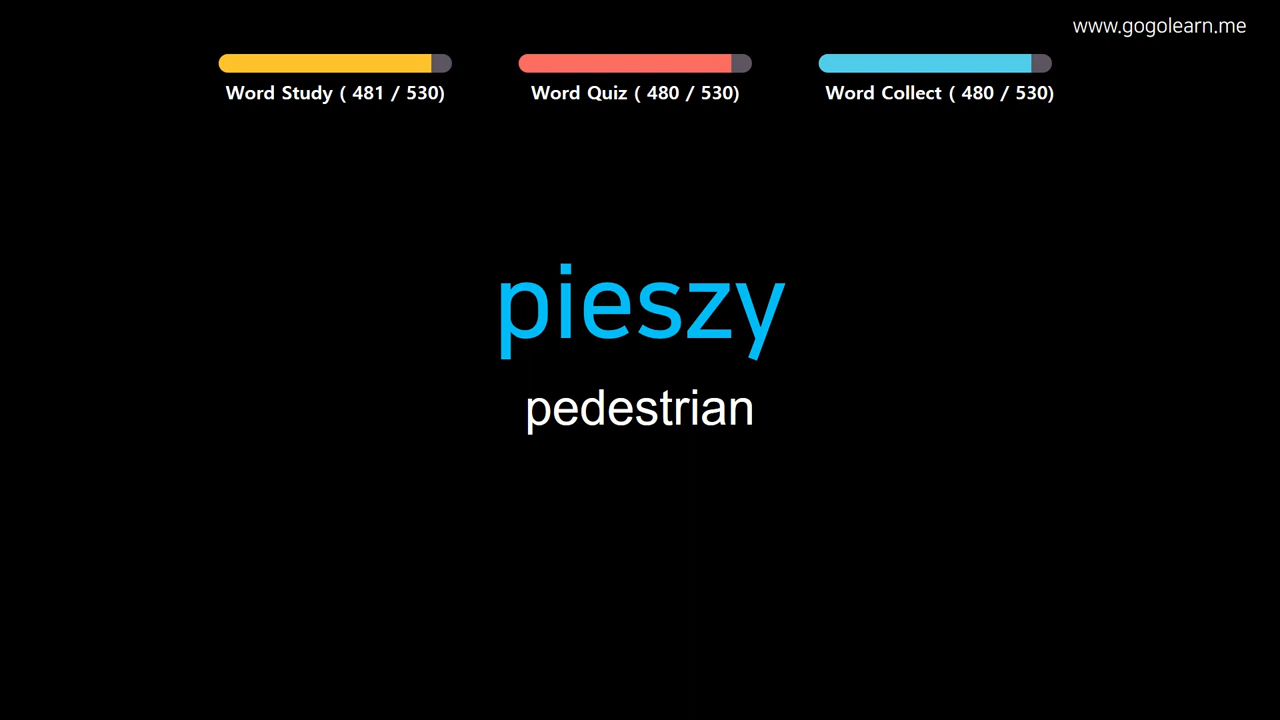 www.gogolearn.me
Word Study ( 481 / 530)
Word Quiz ( 480 / 530)
Word Collect ( 480 / 530)
pieszy
pedestrian